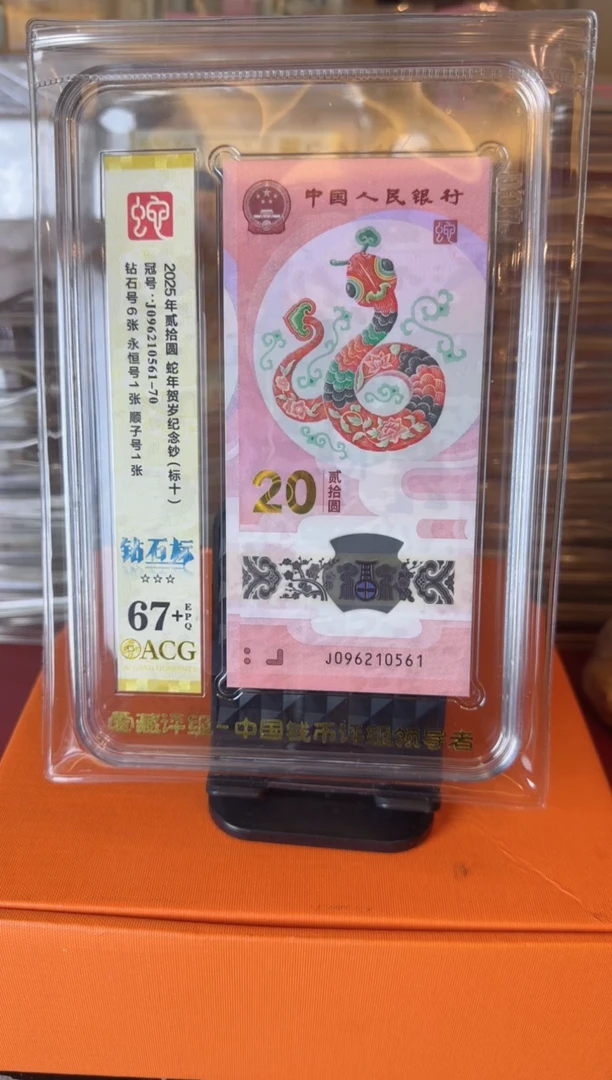 蛇
2025年贰拾圆 蛇年贺岁纪念钞（标十）
冠号:J096210561-70
钻石号6张 永恒号1张 顺子号1张
钻石标
☆☆☆
67+EPQ
ACG
中国人民银行
蛇
20
贰拾圆
J096210561
爱藏评级-中国钱币评级领导者